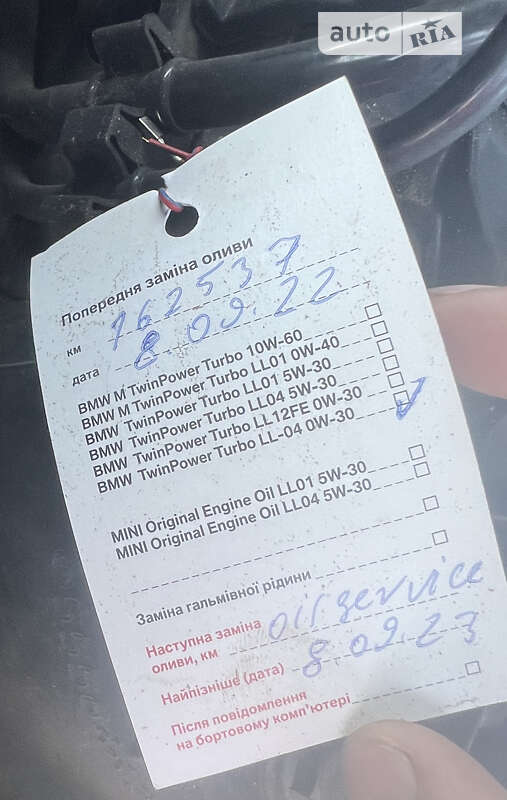 auto RIA
Попередня заміна оливи
км 162537
дата 8 09.22
BMW M TwinPower Turbo 10W-60
BMW M TwinPower Turbo LL01 0W-40
BMW TwinPower Turbo LL01 5W-30
BMW TwinPower Turbo LL04 5W-30
BMW TwinPower Turbo LL12FE 0W-30
BMW TwinPower Turbo LL-04 0W-30
MINI Original Engine Oil LL01 5W-30
MINI Original Engine Oil LL04 5W-30
Заміна гальмівної рідини
Наступна заміна
оливи, км oil service
Найпізніше (дата) 8 09.23
Після повідомлення
на бортовому комп'ютері